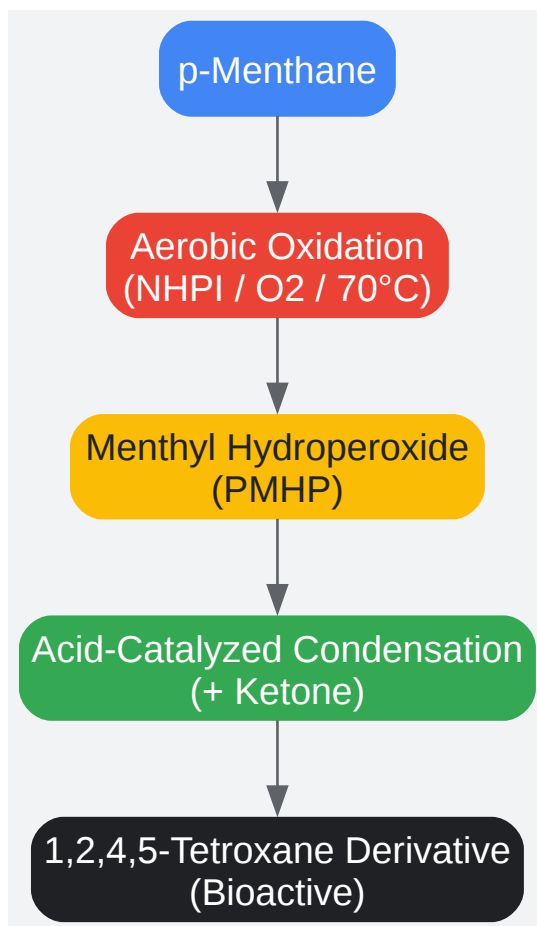 p-Menthane
Aerobic Oxidation
(NHPI / O2 / 70°C)
Menthyl Hydroperoxide
(PMHP)
Acid-Catalyzed Condensation
(+ Ketone)
1,2,4,5-Tetroxane Derivative
(Bioactive)